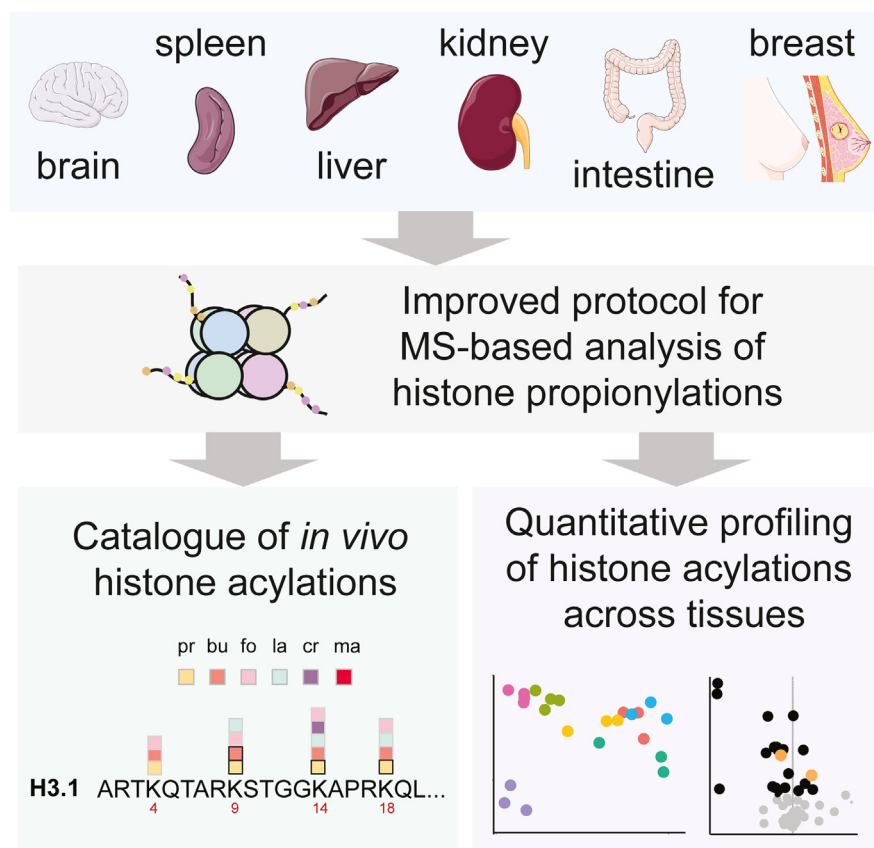 spleen
kidney
breast
brain
liver
intestine
Improved protocol for
MS-based analysis of
histone propionylations
Catalogue of in vivo
histone acylations
pr bu fo la cr ma
H3.1 ARTKQTARKSTGGKAPRKQL...
4 9 14 18
Quantitative profiling
of histone acylations
across tissues